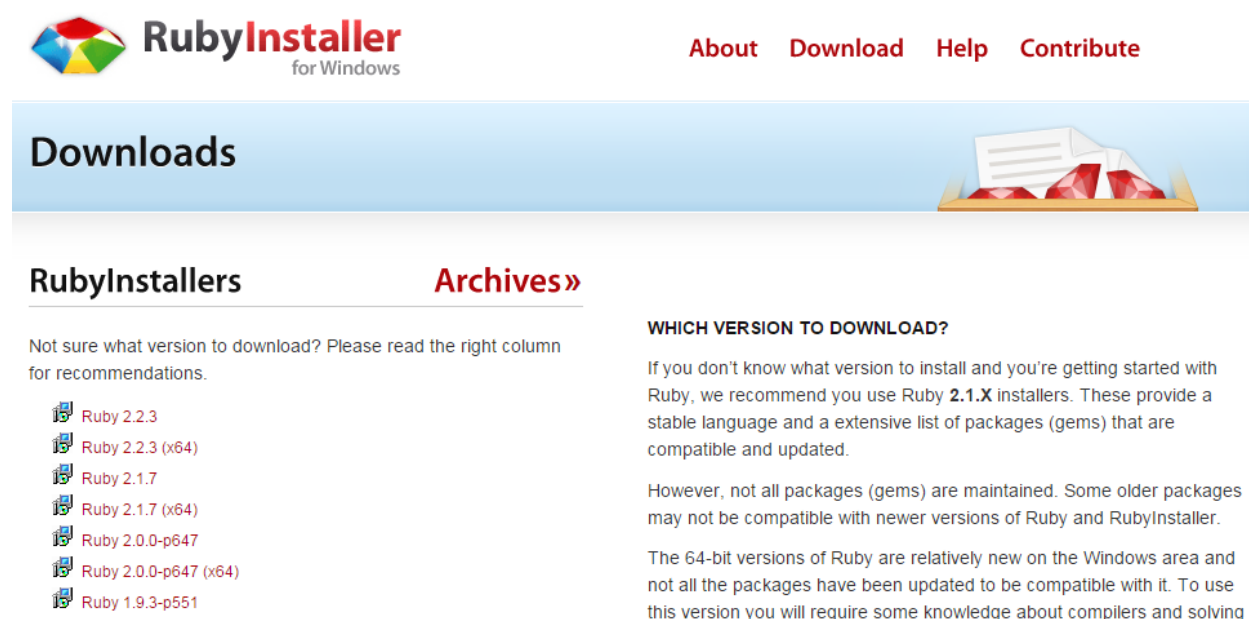 RubyInstaller
for Windows
About Download Help Contribute
Downloads
RubyInstallers Archives»
Not sure what version to download? Please read the right column
for recommendations.
Ruby 2.2.3
Ruby 2.2.3 (x64)
Ruby 2.1.7
Ruby 2.1.7 (x64)
Ruby 2.0.0-p647
Ruby 2.0.0-p647 (x64)
Ruby 1.9.3-p551
WHICH VERSION TO DOWNLOAD?
If you don't know what version to install and you're getting started with
Ruby, we recommend you use Ruby 2.1.X installers. These provide a
stable language and a extensive list of packages (gems) that are
compatible and updated.
However, not all packages (gems) are maintained. Some older packages
may not be compatible with newer versions of Ruby and RubyInstaller.
The 64-bit versions of Ruby are relatively new on the Windows area and
not all the packages have been updated to be compatible with it. To use
this version you will require some knowledge about compilers and solving